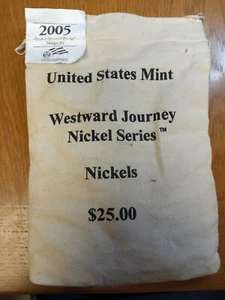 2005
United States Mint
Westward Journey
Nickel Series™
Nickels
$25.00